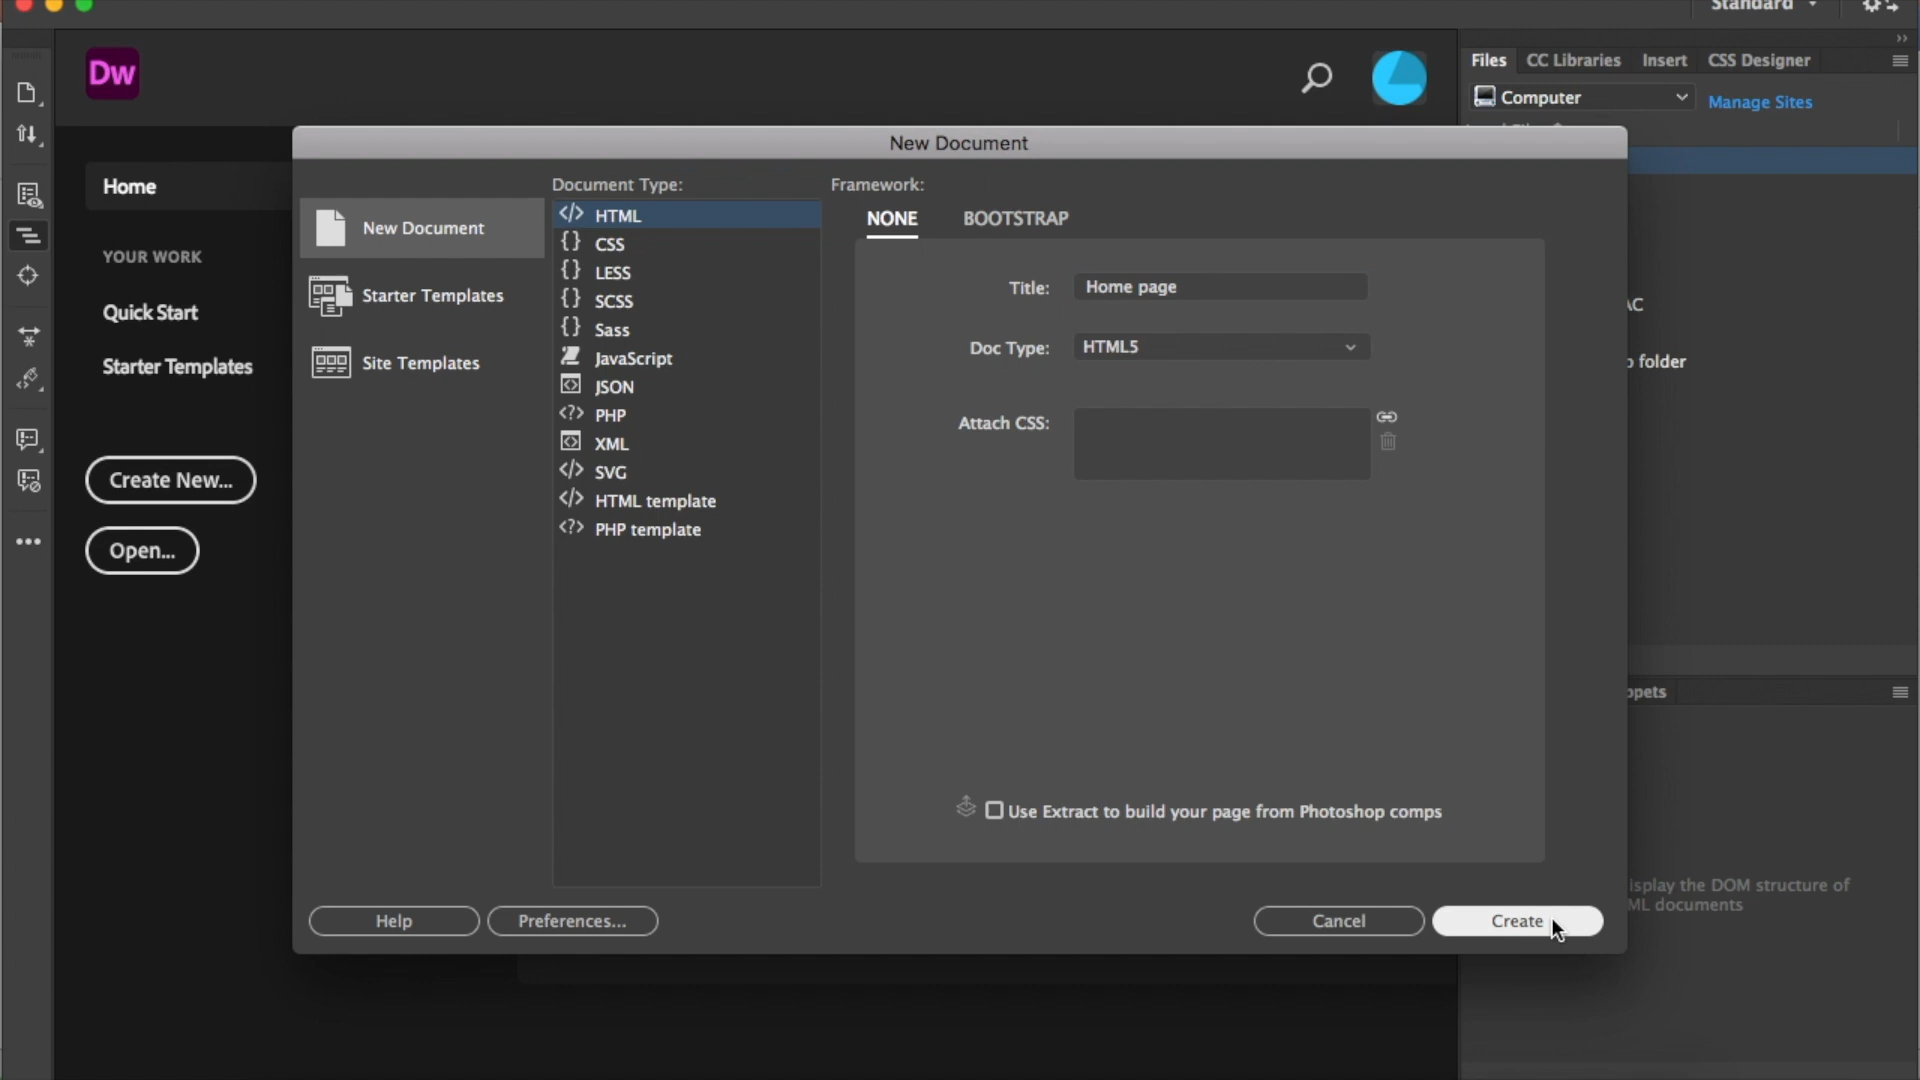 Standard
Dw
Files
CC Libraries
Insert
CSS Designer
Computer
Manage Sites
New Document
Home
YOUR WORK
Quick Start
Starter Templates
Create New...
Open...
New Document
Starter Templates
Site Templates
Document Type:
HTML
CSS
LESS
SCSS
Sass
JavaScript
JSON
PHP
XML
SVG
HTML template
PHP template
Framework:
NONE
BOOTSTRAP
Title:
Home page
Doc Type:
HTML5
Attach CSS:
Use Extract to build your page from Photoshop comps
Help
Preferences...
Cancel
Create
folder
the DOM structure of
documents